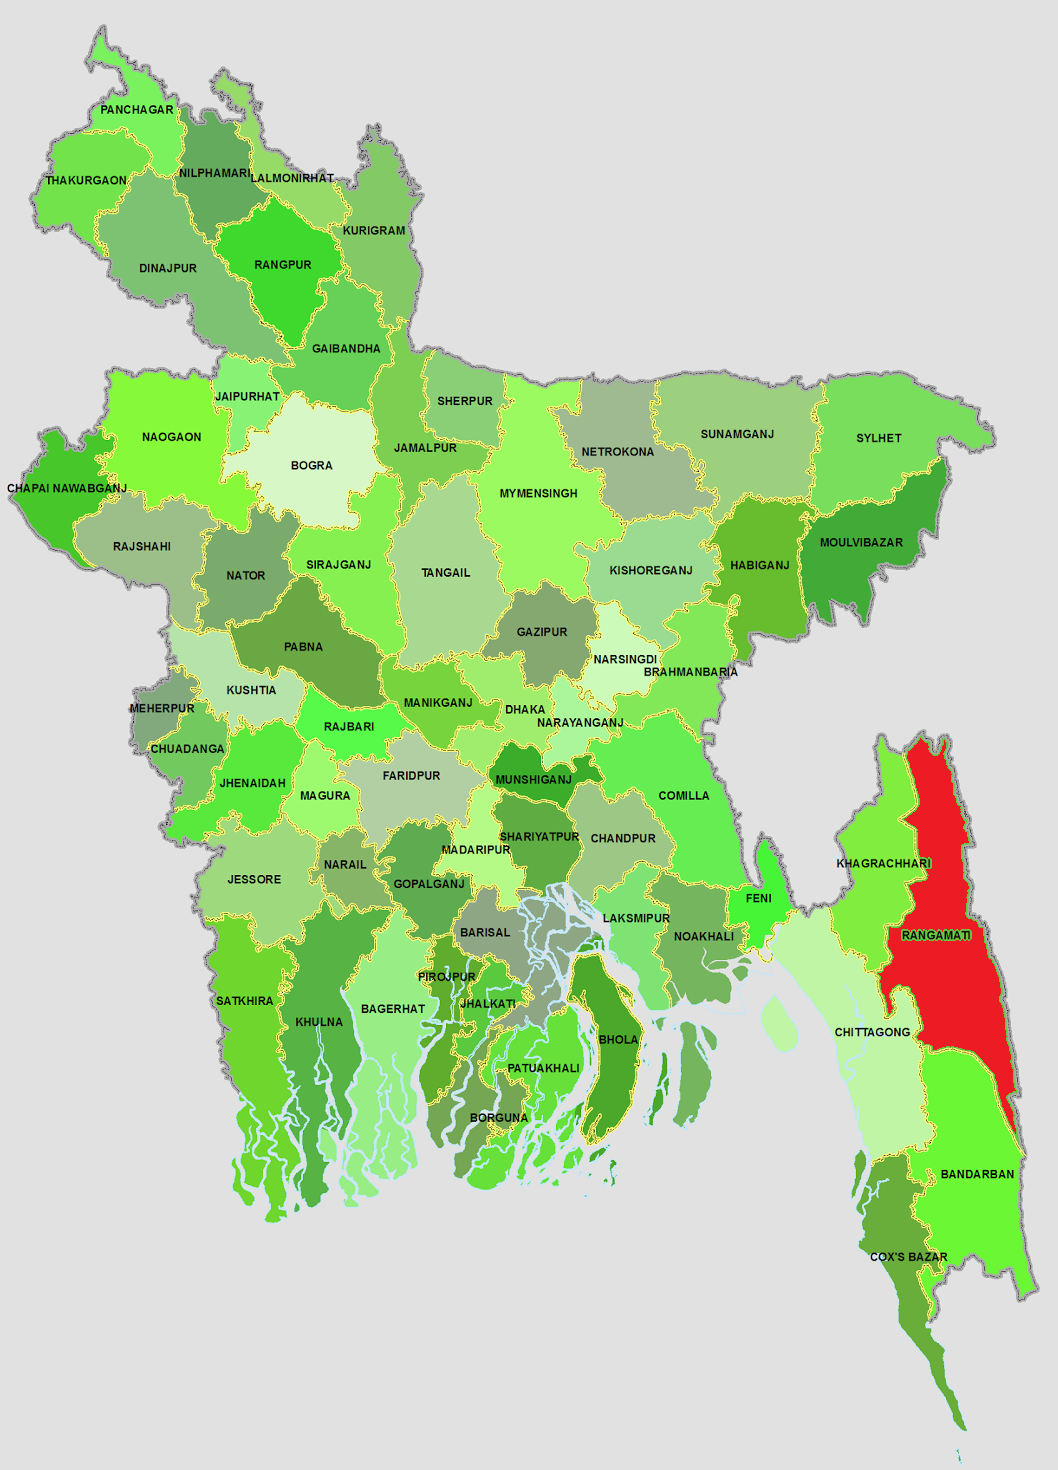 PANCHAGAR
THAKURGAON
NILPHAMARI
LALMONIRHAT
KURIGRAM
DINAJPUR
RANGPUR
GAIBANDHA
JAIPURHAT
SHERPUR
NAOGAON
JAMALPUR
BOGRA
NETROKONA
SUNAMGANJ
SYLHET
CHAPAI NAWABGANJ
MYMENSINGH
RAJSHAHI
NATOR
SIRAJGANJ
TANGAIL
KISHOREGANJ
HABIGANJ
MOULVIBAZAR
PABNA
GAZIPUR
NARSINGDI
BRAHMANBARIA
KUSHTIA
MEHERPUR
MANIKGANJ
DHAKA
NARAYANGANJ
RAJBARI
CHUADANGA
JHENAIDAH
MAGURA
FARIDPUR
MUNSHIGANJ
COMILLA
SHARIYATPUR
CHANDPUR
MADARIPUR
NARAIL
JESSORE
GOPALGANJ
KHAGRACHHARI
FENI
LAKSMIPUR
NOAKHALI
BARISAL
RANGAMATI
PIROJPUR
SATKHIRA
KHULNA
BAGERHAT
JHALKATI
BHOLA
CHITTAGONG
PATUAKHALI
BORGUNA
BANDARBAN
COX'S BAZAR